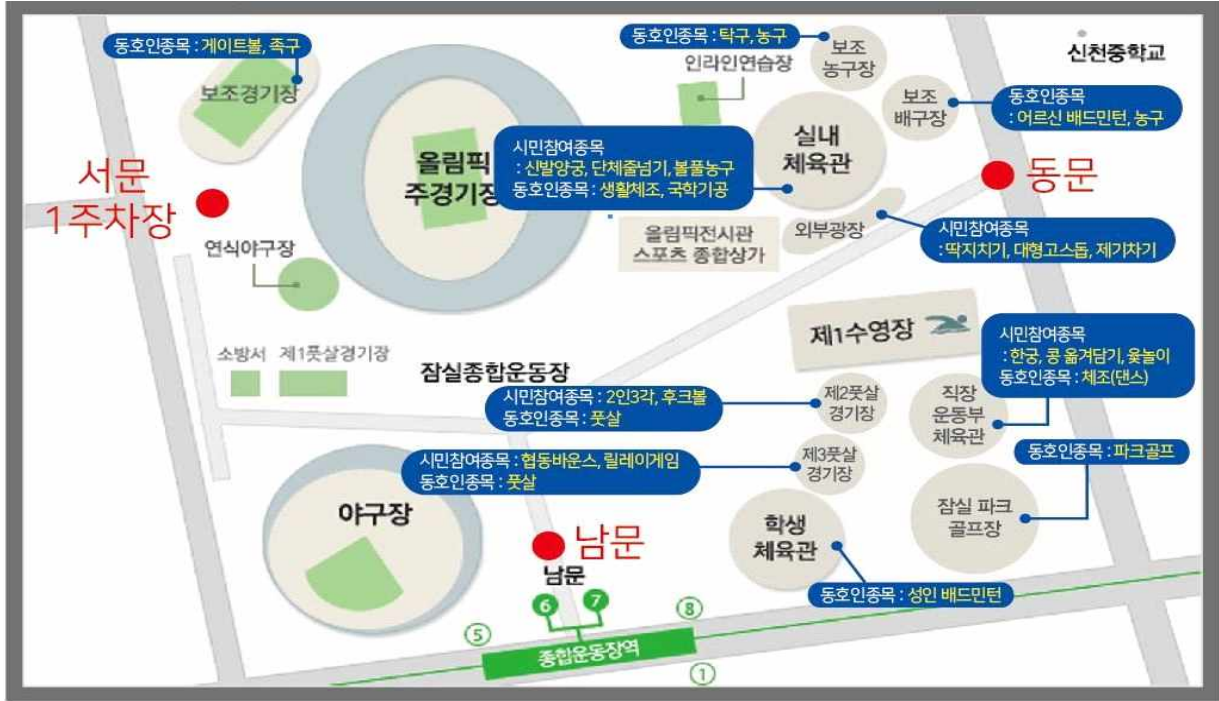 동호인종목 : 게이트볼, 족구
보조경기장
동호인종목 : 탁구, 농구
인라인연습장
보조
농구장
신천중학교
보조
배구장
동호인종목
: 어르신 배드민턴, 농구
실내
체육관
시민참여종목
: 신발양궁, 단체줄넘기, 볼풀농구
동호인종목 : 생활체조, 국학기공
올림픽
주경기장
서문
1주차장
동문
연식야구장
올림픽전시관
스포츠 종합상가
외부광장
시민참여종목
: 딱지치기, 대형고스돕, 제기차기
제1수영장
소방서
제1풋살경기장
잠실종합운동장
시민참여종목
: 한궁, 콩 옮겨담기, 윷놀이
동호인종목 : 체조(댄스)
시민참여종목 : 2인3각, 후크볼
동호인종목 : 풋살
제2풋살
경기장
직장
운동부
체육관
시민참여종목 : 협동바운스, 릴레이게임
동호인종목 : 풋살
제3풋살
경기장
동호인종목 : 파크골프
야구장
학생
체육관
잠실 파크
골프장
남문
남문
동호인종목 : 성인 배드민턴
⑤
6
7
⑧
종합운동장역
①